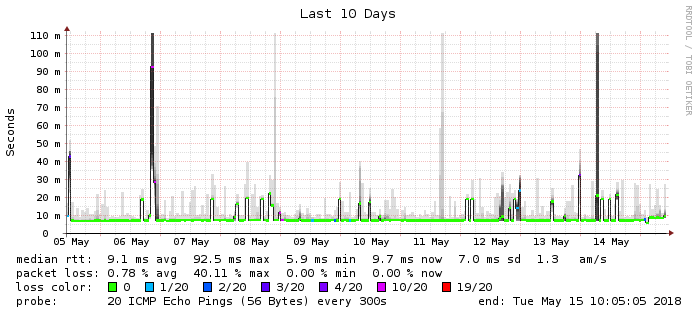 Last 10 Days
RRDTOOL / TOBI OETIKER
Seconds
110 m
100 m
90 m
80 m
70 m
60 m
50 m
40 m
30 m
20 m
10 m
0
05 May 06 May 07 May 08 May 09 May 10 May 11 May 12 May 13 May 14 May
median rtt: 9.1 ms avg 92.5 ms max 5.9 ms min 9.7 ms now 7.0 ms sd 1.3 am/s
packet loss: 0.78 % avg 40.11 % max 0.00 % min 0.00 % now
loss color: 0 1/20 2/20 3/20 4/20 10/20 19/20
probe: 20 ICMP Echo Pings (56 Bytes) every 300s end: Tue May 15 10:05:05 2018